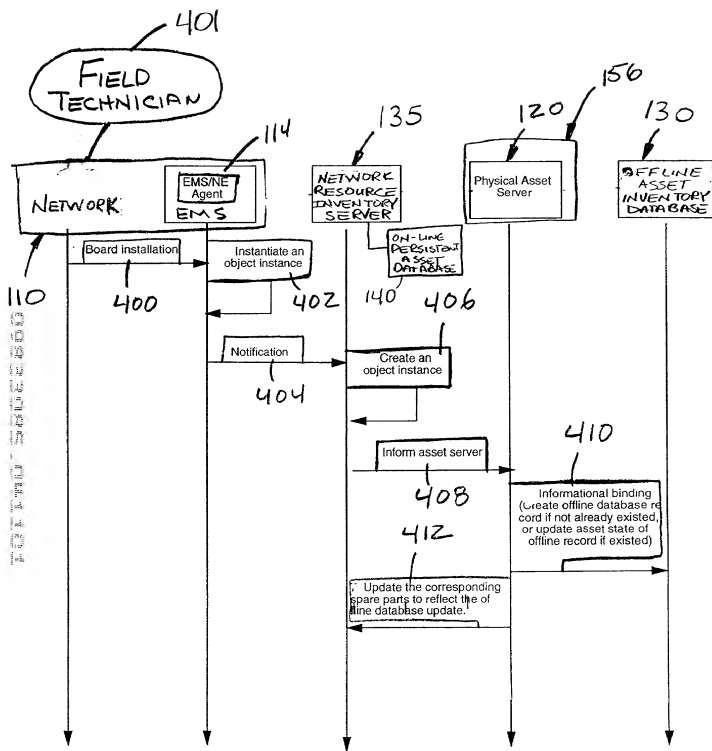 401
FIELD
TECHNICIAN
114
135
120
156
130
EMS/NE
Agent
EMS
NETWORK
NETWORK
RESOURCE
INVENTORY
SERVER
Physical Asset
Server
OFFLINE
ASSET
INVENTORY
DATABASE
ON-LINE
PERSISTENT
ASSET
DATABASE
140
110
Board installation
400
Instantiate an
object instance
402
406
Notification
404
Create an
object instance
Inform asset server
408
410
Informational binding
(Create offline database re
cord if not already existed,
or update asset state of
offline record if existed)
412
Update the corresponding
spare parts to reflect the of
line database update.